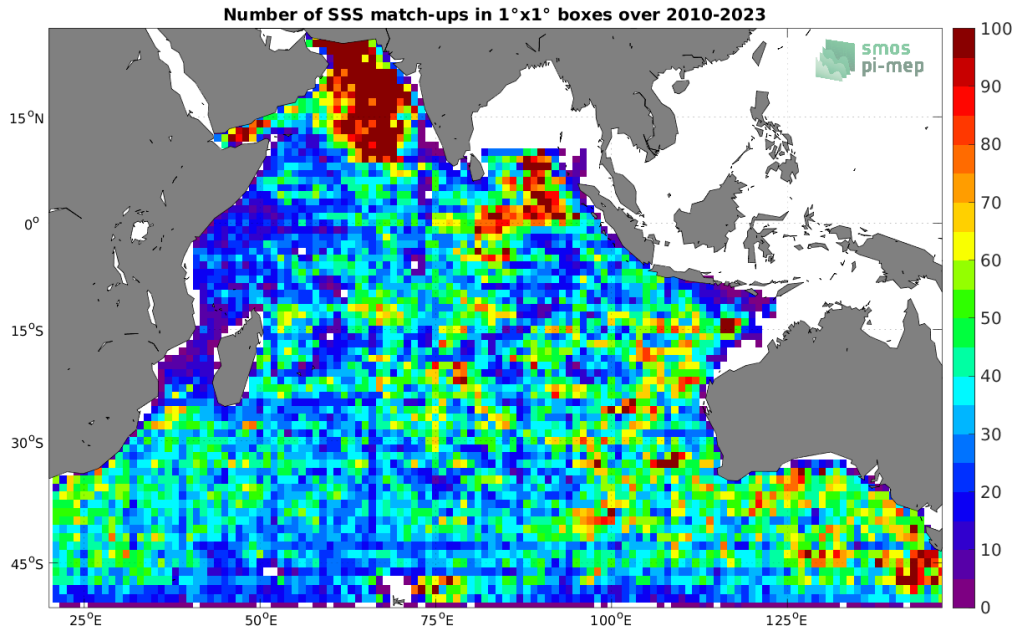 Number of SSS match-ups in 1°x1° boxes over 2010-2023
smos
pi-mep
100
90
80
70
60
50
40
30
20
10
0
15°N
0°
15°S
30°S
45°S
25°E
50°E
75°E
100°E
125°E